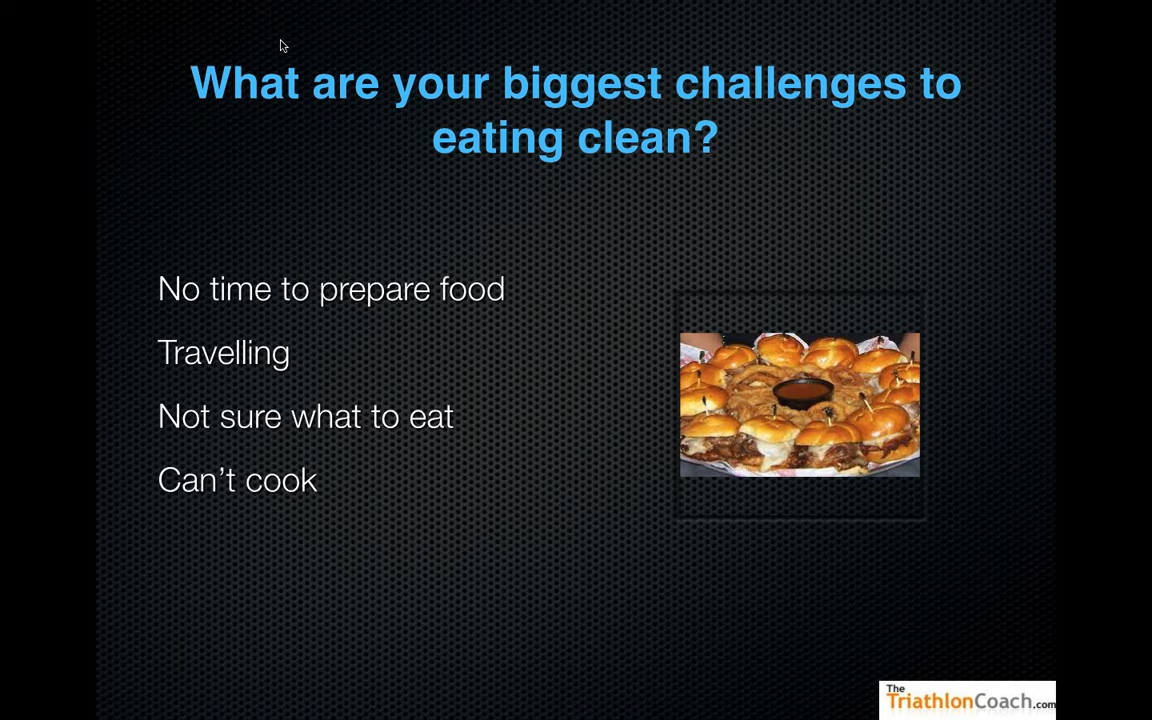 What are your biggest challenges to
eating clean?
No time to prepare food
Travelling
Not sure what to eat
Can’t cook
The
TriathlonCoach.com